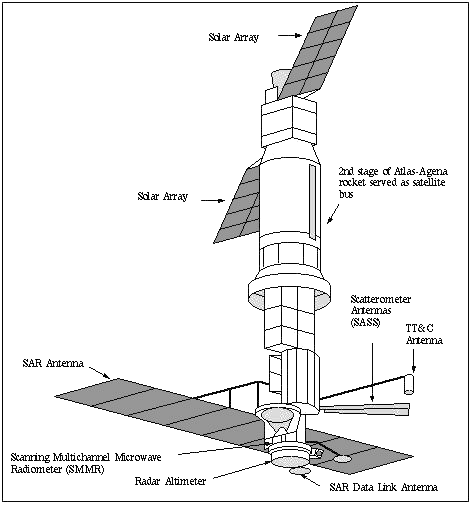 Solar Array
Solar Array
2nd stage of Atlas-Agena
rocket served as satellite
bus
Scatterometer
Antennas
(SASS)
TT&C
Antenna
SAR Antenna
Scanning Multichannel Microwave
Radiometer (SMMR)
Radar Altimeter
SAR Data Link Antenna